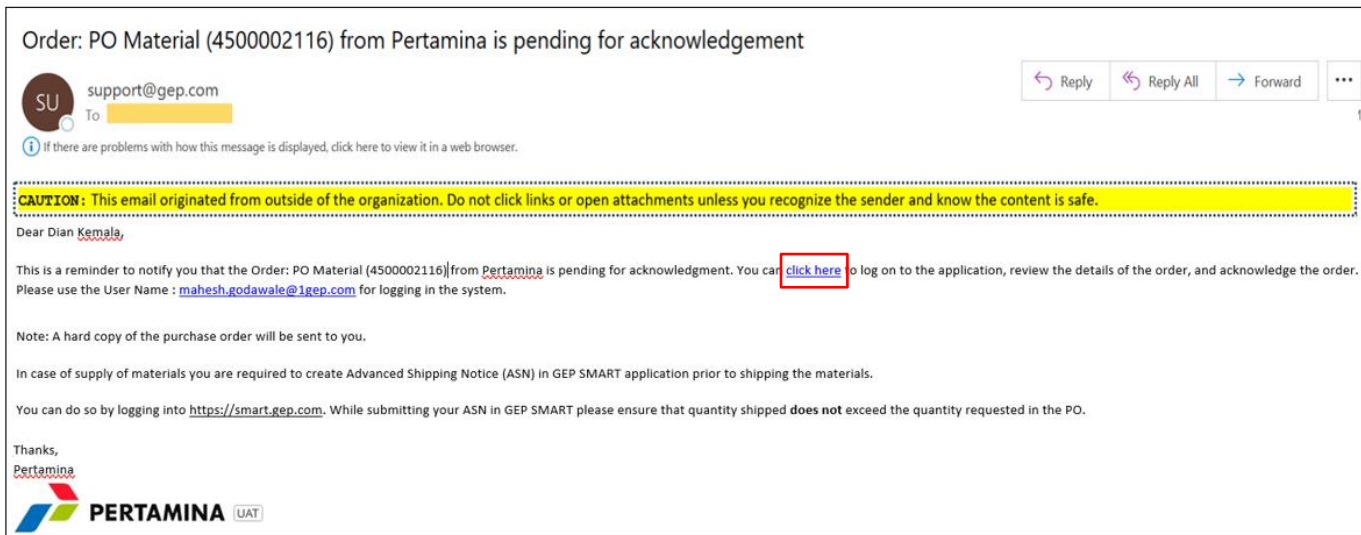 Order: PO Material (4500002116) from Pertamina is pending for acknowledgement
SU
support@gep.com
To
Reply
Reply All
Forward
...
If there are problems with how this message is displayed, click here to view it in a web browser.
CAUTION: This email originated from outside of the organization. Do not click links or open attachments unless you recognize the sender and know the content is safe.
Dear Dian Kemala,
This is a reminder to notify you that the Order: PO Material (4500002116) from Pertamina is pending for acknowledgment. You can click here to log on to the application, review the details of the order, and acknowledge the order.
Please use the User Name : mahesh.godawale@1gep.com for logging in the system.
Note: A hard copy of the purchase order will be sent to you.
In case of supply of materials you are required to create Advanced Shipping Notice (ASN) in GEP SMART application prior to shipping the materials.
You can do so by logging into https://smart.gep.com. While submitting your ASN in GEP SMART please ensure that quantity shipped does not exceed the quantity requested in the PO.
Thanks,
Pertamina
PERTAMINA UAT